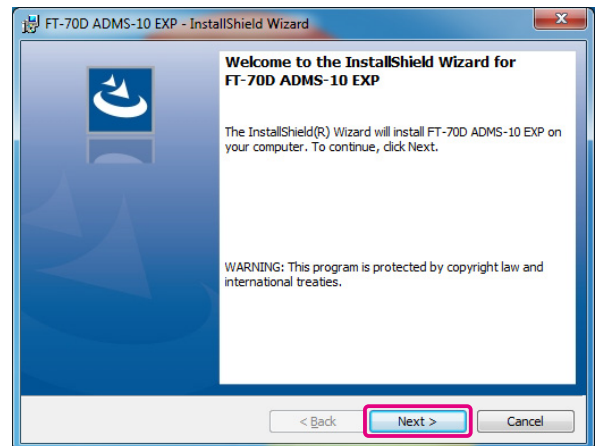 FT-70D ADMS-10 EXP - InstallShield Wizard
Welcome to the InstallShield Wizard for
FT-70D ADMS-10 EXP
The InstallShield(R) Wizard will install FT-70D ADMS-10 EXP on
your computer. To continue, click Next.
WARNING: This program is protected by copyright law and
international treaties.
< Back Next > Cancel